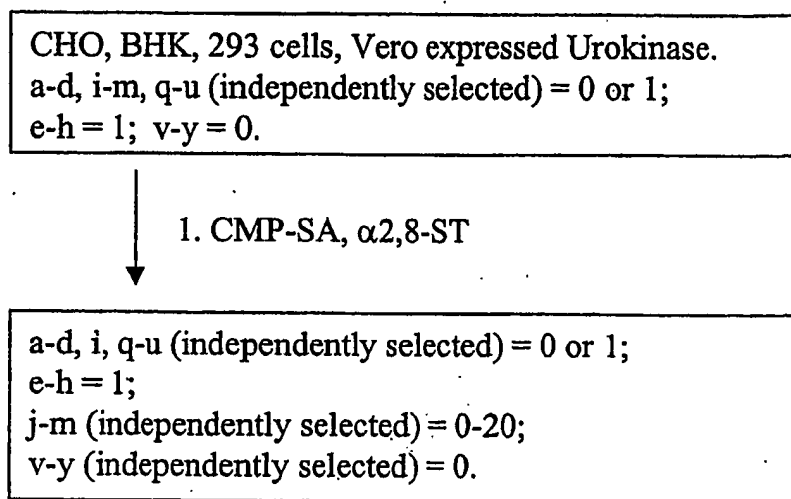 CHO, BHK, 293 cells, Vero expressed Urokinase.
a-d, i-m, q-u (independently selected) = 0 or 1;
e-h = 1; v-y = 0.
1. CMP-SA, α2,8-ST
a-d, i, q-u (independently selected) = 0 or 1;
e-h = 1;
j-m (independently selected) = 0-20;
v-y (independently selected) = 0.